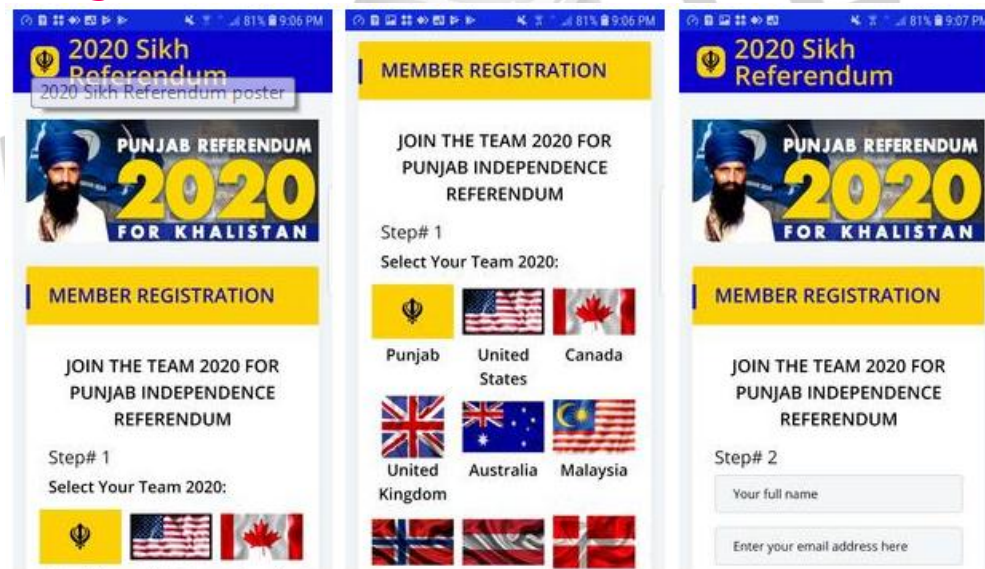 81% 9:06 PM
2020 Sikh
Referendum
2020 Sikh Referendum poster
PUNJAB REFERENDUM
2020
FOR KHALISTAN
MEMBER REGISTRATION
JOIN THE TEAM 2020 FOR
PUNJAB INDEPENDENCE
REFERENDUM
Step# 1
Select Your Team 2020:
81% 9:06 PM
MEMBER REGISTRATION
JOIN THE TEAM 2020 FOR
PUNJAB INDEPENDENCE
REFERENDUM
Step# 1
Select Your Team 2020:
Punjab United Canada
States
United Australia Malaysia
Kingdom
81% 9:07 PM
2020 Sikh
Referendum
PUNJAB REFERENDUM
2020
FOR KHALISTAN
MEMBER REGISTRATION
JOIN THE TEAM 2020 FOR
PUNJAB INDEPENDENCE
REFERENDUM
Step# 2
Your full name
Enter your email address here